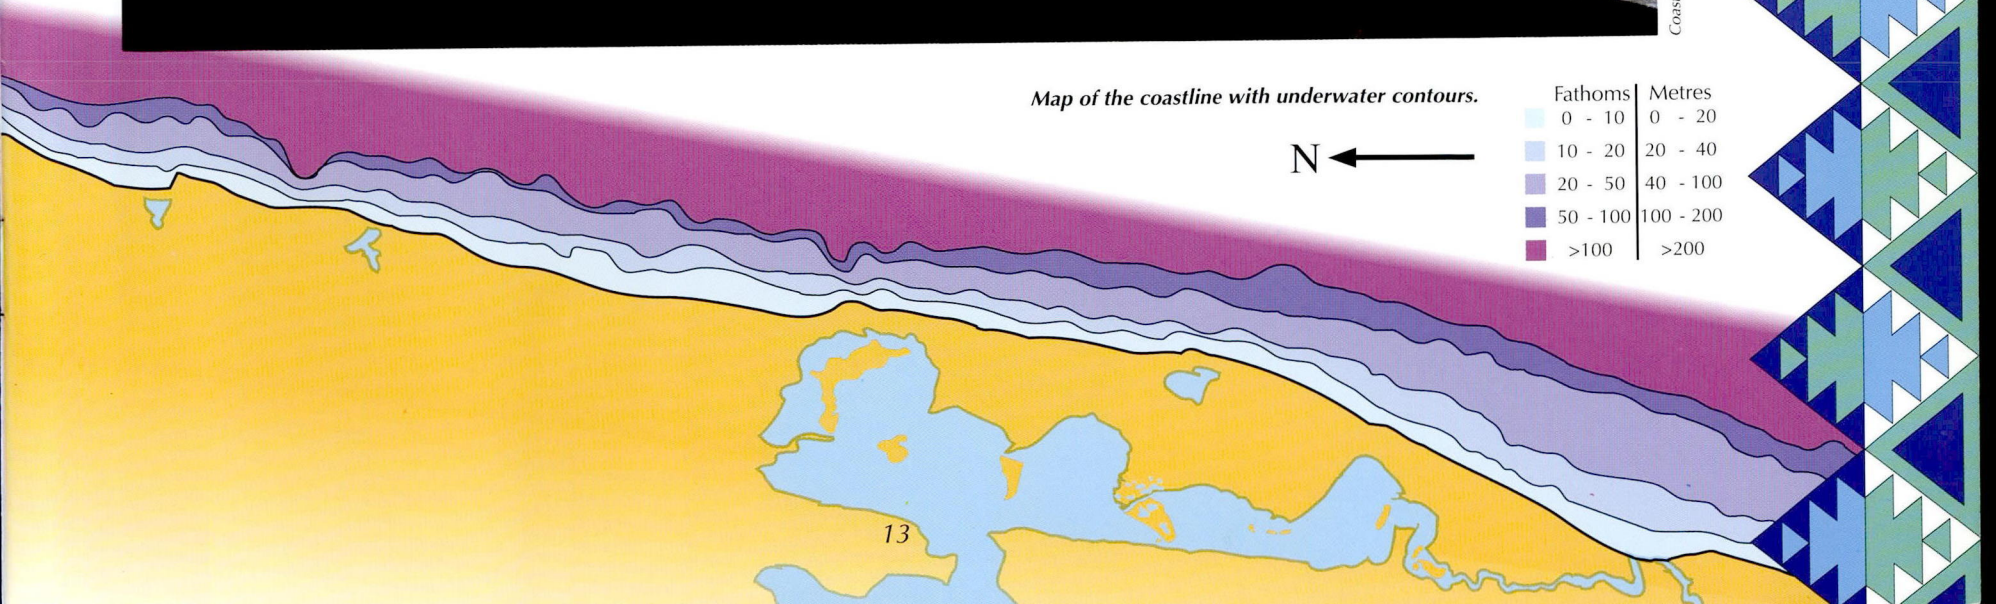 Coas
Map of the coastline with underwater contours.
N
Fathoms Metres
0 - 10 0 - 20
10 - 20 20 - 40
20 - 50 40 - 100
50 - 100 100 - 200
>100 >200
13